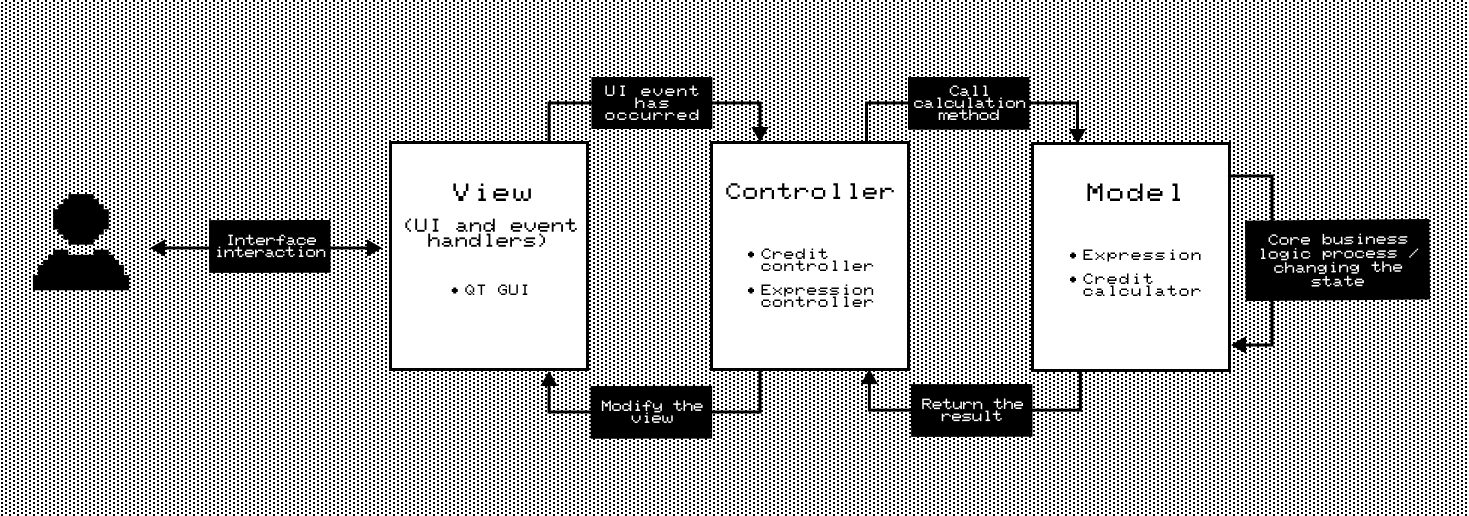 UI event
has
occurred
Call
calculation
method
View
(UI and event
handlers)
• QT GUI
Controller
• Credit
controller
• Expression
controller
Model
• Expression
• Credit
calculator
Interface
interaction
Core business
logic process /
changing the
state
Modify the
view
Return the
result